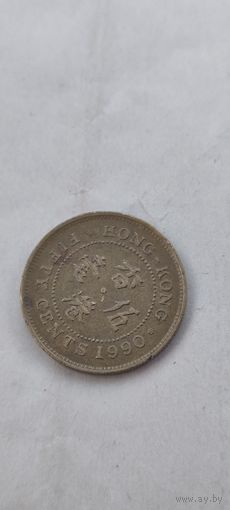 HONG-KONG
FIFTY CENTS 1990
香港
伍毫
www.ay.by